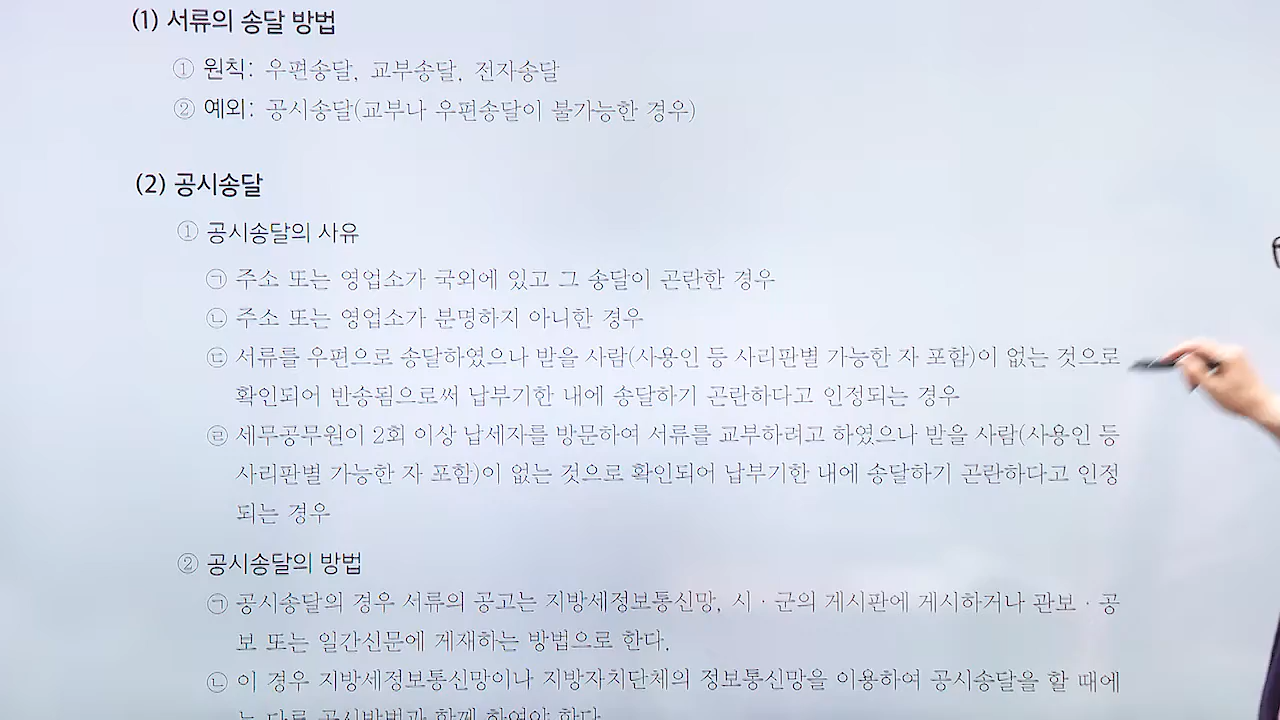 (1) 서류의 송달 방법
① 원칙: 우편송달, 교부송달, 전자송달
② 예외: 공시송달(교부나 우편송달이 불가능한 경우)
(2) 공시송달
① 공시송달의 사유
㉠ 주소 또는 영업소가 국외에 있고 그 송달이 곤란한 경우
㉡ 주소 또는 영업소가 분명하지 아니한 경우
㉢ 서류를 우편으로 송달하였으나 받을 사람(사용인 등 사리판별 가능한 자 포함)이 없는 것으로
확인되어 반송됨으로써 납부기한 내에 송달하기 곤란하다고 인정되는 경우
㉣ 세무공무원이 2회 이상 납세자를 방문하여 서류를 교부하려고 하였으나 받을 사람(사용인 등
사리판별 가능한 자 포함)이 없는 것으로 확인되어 납부기한 내에 송달하기 곤란하다고 인정
되는 경우
② 공시송달의 방법
㉠ 공시송달의 경우 서류의 공고는 지방세정보통신망, 시·군의 게시판에 게시하거나 관보·공
보 또는 일간신문에 게재하는 방법으로 한다.
㉡ 이 경우 지방세정보통신망이나 지방자치단체의 정보통신망을 이용하여 공시송달을 할 때에
는 다른 공시방법과 함께 하여야 한다.